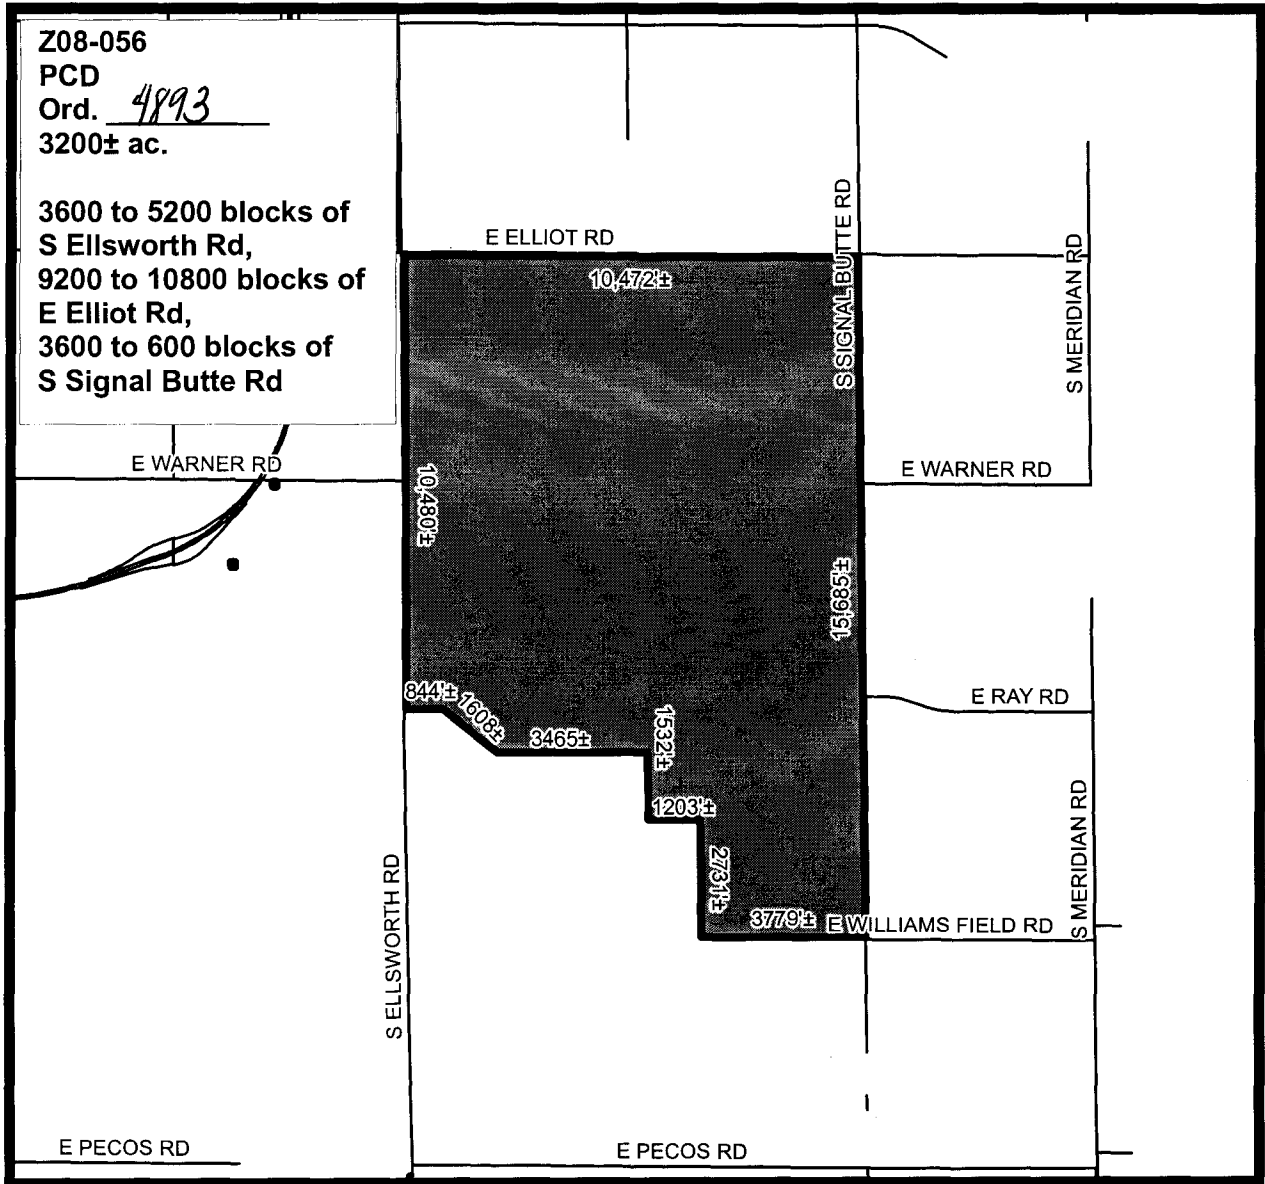 Z08-056
PCD
Ord. 4893
3200± ac.
3600 to 5200 blocks of
S Ellsworth Rd,
9200 to 10800 blocks of
E Elliot Rd,
3600 to 600 blocks of
S Signal Butte Rd
E ELLIOT RD
10,472'±
S SIGNAL BUTTE RD
S MERIDIAN RD
E WARNER RD
E WARNER RD
10,480'±
15,685'±
844'±
1608±
3465±
1532'±
1203'±
2731'±
3779'±
E RAY RD
E WILLIAMS FIELD RD
S MERIDIAN RD
S ELLSWORTH RD
E PECOS RD
E PECOS RD